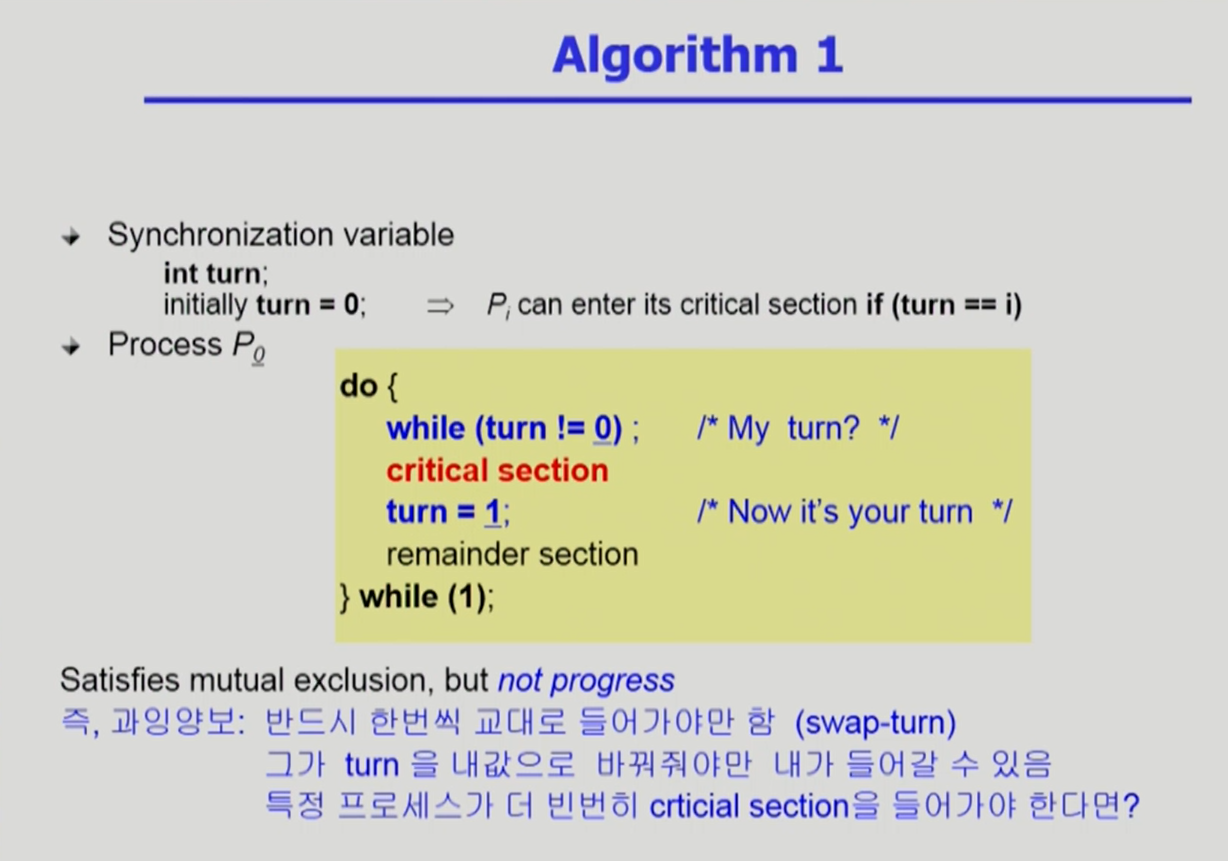 Algorithm 1
Synchronization variable
int turn;
initially turn = 0; ⇒ Pi can enter its critical section if (turn == i)
Process P0
do {
while (turn != 0) ; /* My turn? */
critical section
turn = 1; /* Now it's your turn */
remainder section
} while (1);
Satisfies mutual exclusion, but not progress
즉, 과잉양보: 반드시 한번씩 교대로 들어가야만 함 (swap-turn)
그가 turn 을 내값으로 바꿔줘야만 내가 들어갈 수 있음
특정 프로세스가 더 빈번히 crticial section을 들어가야 한다면?